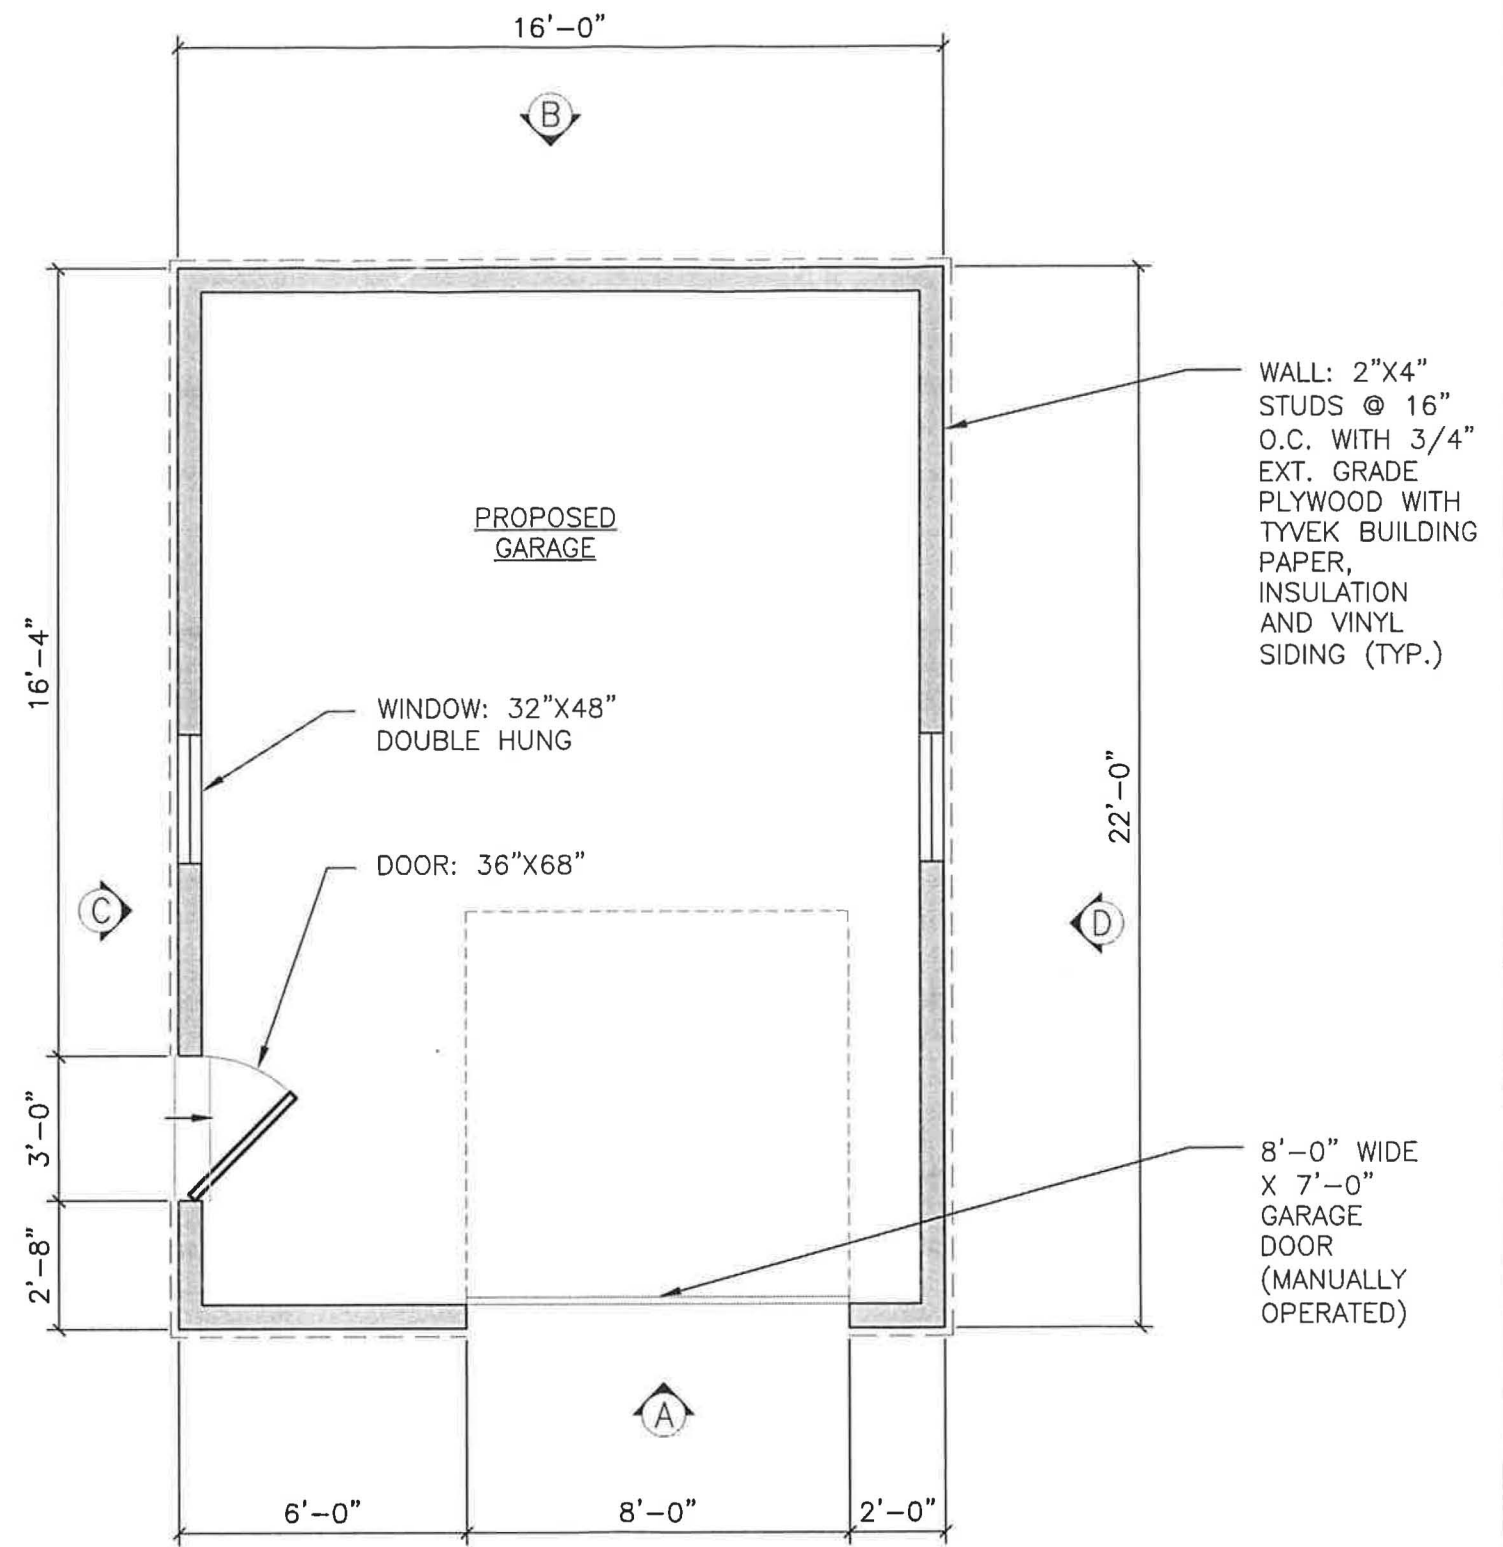 16'-0"
B
WALL: 2"X4"
STUDS @ 16"
O.C. WITH 3/4"
EXT. GRADE
PLYWOOD WITH
TYVEK BUILDING
PAPER,
INSULATION
AND VINYL
SIDING (TYP.)
PROPOSED
GARAGE
16'-4"
WINDOW: 32"X48"
DOUBLE HUNG
22'-0"
DOOR: 36"X68"
C
D
3'-0"
2'-8"
8'-0" WIDE
X 7'-0"
GARAGE
DOOR
(MANUALLY
OPERATED)
A
6'-0"
8'-0"
2'-0"